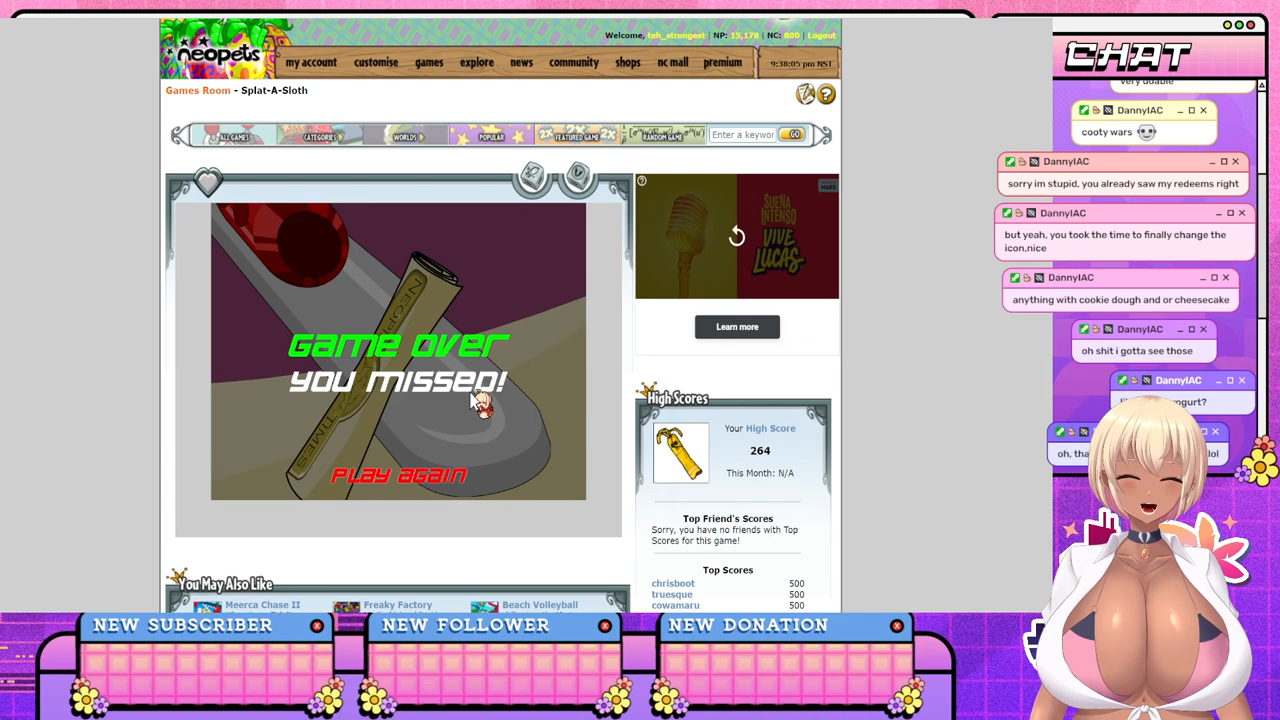 Welcome, teh_strongest | NP: 15,178 | NC: 800 | Logout
neopets
my account customise games explore news community shops nc mall premium
9:38:05 pm NST
Games Room - Splat-A-Sloth
ALL GAMES CATEGORIES WORLDS POPULAR FEATURED GAME RANDOM GAME Enter a keywor GO
SUENA
INTENSO
VIVE
LUCAS
Learn more
NEOPI
TIMES
GAME OVER
YOU MISSED!
PLAY AGAIN
High Scores
Your High Score
264
This Month: N/A
Top Friend's Scores
Sorry, you have no friends with Top
Scores for this game!
Top Scores
chrisboot 500
truesque 500
cowamaru 500
You May Also Like
Meerca Chase II Freaky Factory Beach Volleyball
CHAT
very doable
DannyIAC
cooty wars
DannyIAC
sorry im stupid, you already saw my redeems right
DannyIAC
but yeah, you took the time to finally change the
icon,nice
DannyIAC
anything with cookie dough and or cheesecake
DannyIAC
oh shit i gotta see those
DannyIAC
yogurt?
oh, tha
lol
NEW SUBSCRIBER
NEW FOLLOWER
NEW DONATION